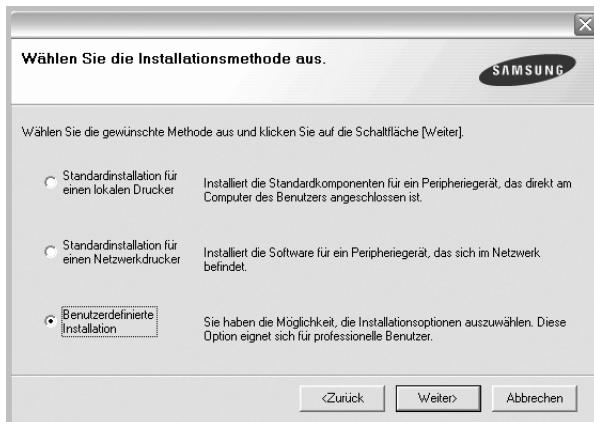 Wählen Sie die Installationsmethode aus.
SAMSUNG
Wählen Sie die gewünschte Methode aus und klicken Sie auf die Schaltfläche [Weiter].
Standardinstallation für
einen lokalen Drucker
Installiert die Standardkomponenten für ein Peripheriegerät, das direkt am
Computer des Benutzers angeschlossen ist.
Standardinstallation für
einen Netzwerkdrucker
Installiert die Software für ein Peripheriegerät, das sich im Netzwerk
befindet.
Benutzerdefinierte
Installation
Sie haben die Möglichkeit, die Installationsoptionen auszuwählen. Diese
Option eignet sich für professionelle Benutzer.
<Zurück
Weiter>
Abbrechen